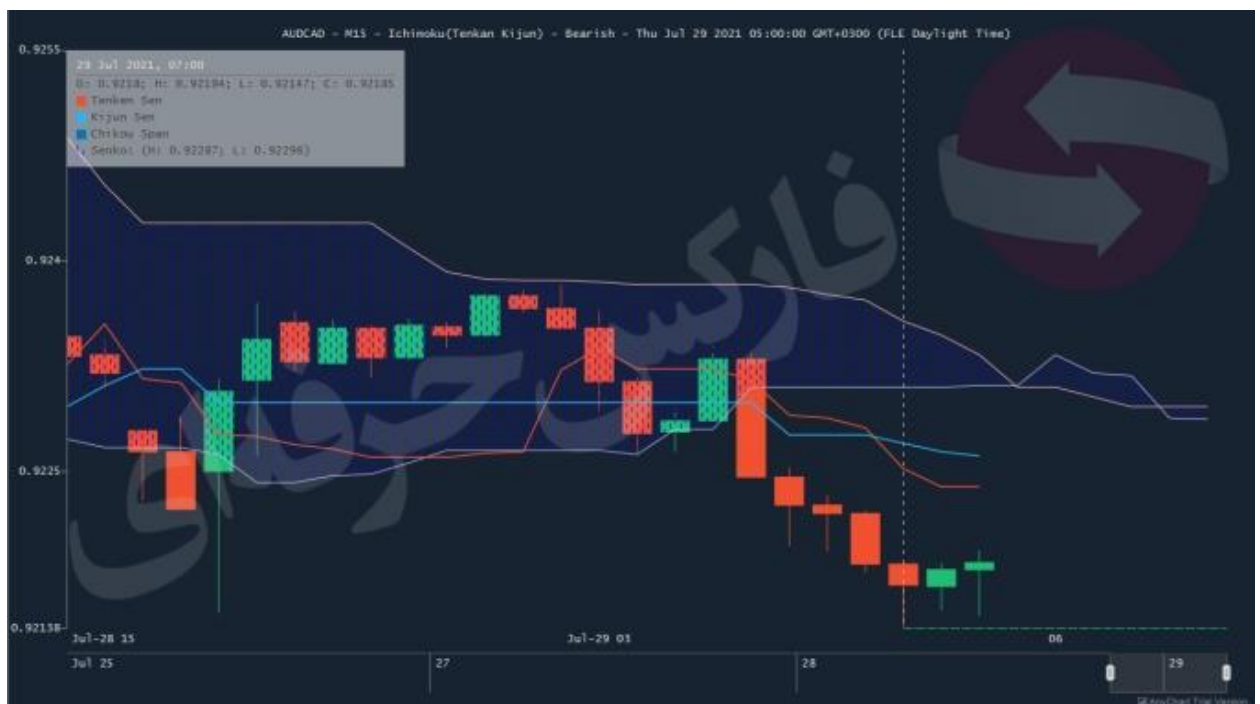 AUDCAD - M15 - Ichimoku(Tenkan Kijun) - Bearish - Thu Jul 29 2021 05:00:00 GMT+0300 (FLE Daylight Time)
0.9255
29 Jul 2021, 07:00
O: 0.9218; H: 0.92194; L: 0.92147; C: 0.92185
Tenkan Sen
Kijun Sen
Chikou Span
Senko: (H: 0.92287; L: 0.92296)
0.924
فارکس حرفه‌ای
0.9225
0.92138
Jul-28 15
Jul-29 03
06
Jul 25
27
28
29
AnyChart Trial Version